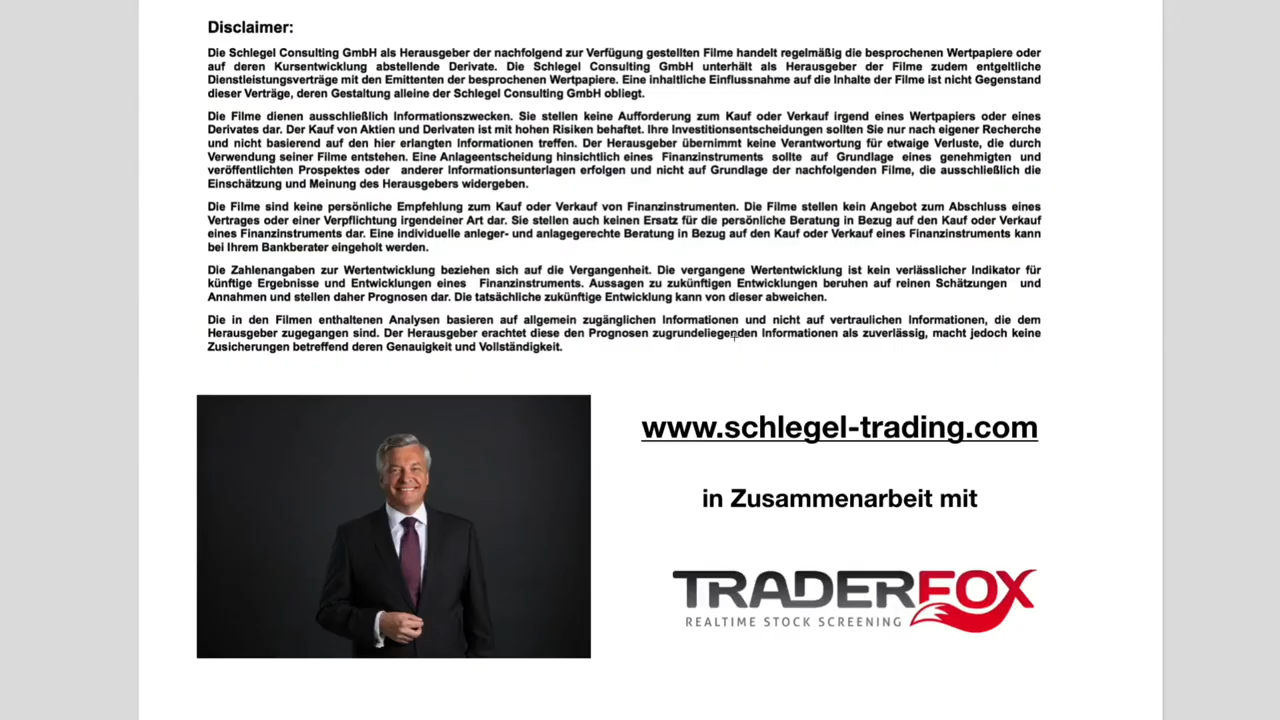 Disclaimer:
Die Schlegel Consulting GmbH als Herausgeber der nachfolgend zur Verfügung gestellten Filme handelt regelmäßig die besprochenen Wertpapiere oder
auf deren Kursentwicklung abstellende Derivate. Die Schlegel Consulting GmbH unterhält als Herausgeber der Filme zudem entgeltliche
Dienstleistungsverträge mit den Emittenten der besprochenen Wertpapiere. Eine inhaltliche Einflussnahme auf die Inhalte der Filme ist nicht Gegenstand
dieser Verträge, deren Gestaltung alleine der Schlegel Consulting GmbH obliegt.
Die Filme dienen ausschließlich Informationszwecken. Sie stellen keine Aufforderung zum Kauf oder Verkauf irgend eines Wertpapiers oder eines
Derivates dar. Der Kauf von Aktien und Derivaten ist mit hohen Risiken behaftet. Ihre Investitionsentscheidungen sollten Sie nur nach eigener Recherche
und nicht basierend auf den hier erlangten Informationen treffen. Der Herausgeber übernimmt keine Verantwortung für etwaige Verluste, die durch
Verwendung seiner Filme entstehen. Eine Anlageentscheidung hinsichtlich eines Finanzinstruments sollte auf Grundlage eines genehmigten und
veröffentlichten Prospektes oder anderer Informationsunterlagen erfolgen und nicht auf Grundlage der nachfolgenden Filme, die ausschließlich die
Einschätzung und Meinung des Herausgebers widergeben.
Die Filme sind keine persönliche Empfehlung zum Kauf oder Verkauf von Finanzinstrumenten. Die Filme stellen kein Angebot zum Abschluss eines
Vertrages oder einer Verpflichtung irgendeiner Art dar. Sie stellen auch keinen Ersatz für die persönliche Beratung in Bezug auf den Kauf oder Verkauf
eines Finanzinstruments dar. Eine individuelle anleger- und anlagegerechte Beratung in Bezug auf den Kauf oder Verkauf eines Finanzinstruments kann
bei Ihrem Bankberater eingeholt werden.
Die Zahlenangaben zur Wertentwicklung beziehen sich auf die Vergangenheit. Die vergangene Wertentwicklung ist kein verlässlicher Indikator für
künftige Ergebnisse und Entwicklungen eines Finanzinstruments. Aussagen zu zukünftigen Entwicklungen beruhen auf reinen Schätzungen und
Annahmen und stellen daher Prognosen dar. Die tatsächliche zukünftige Entwicklung kann von dieser abweichen.
Die in den Filmen enthaltenen Analysen basieren auf allgemein zugänglichen Informationen und nicht auf vertraulichen Informationen, die dem
Herausgeber zugegangen sind. Der Herausgeber erachtet diese den Prognosen zugrundeliegenden Informationen als zuverlässig, macht jedoch keine
Zusicherungen betreffend deren Genauigkeit und Vollständigkeit.
www.schlegel-trading.com
in Zusammenarbeit mit
TRADERFOX
REALTIME STOCK SCREENING